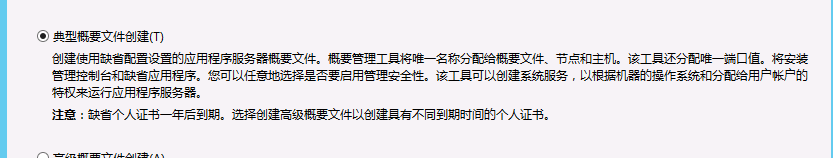 典型概要文件创建(T)
创建使用缺省配置设置的应用程序服务器概要文件。概要管理工具将唯一名称分配给概要文件、节点和主机。该工具还分配唯一端口值。将安装
管理控制台和缺省应用程序。您可以任意地选择是否要启用管理安全性。该工具可以创建系统服务，以根据机器的操作系统和分配给用户帐户的
特权来运行应用程序服务器。
注意：缺省个人证书一年后到期。选择创建高级概要文件以创建具有不同到期时间的个人证书。
高级概要文件创建(A)